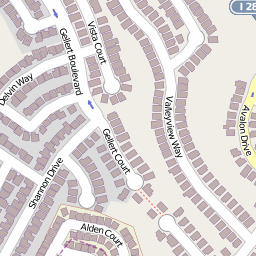 I 28
Vista Court
Gellert Boulevard
Delvin Way
Valleyview Way
Avalon Drive
Gellert Court
Shannon Drive
Alden Court